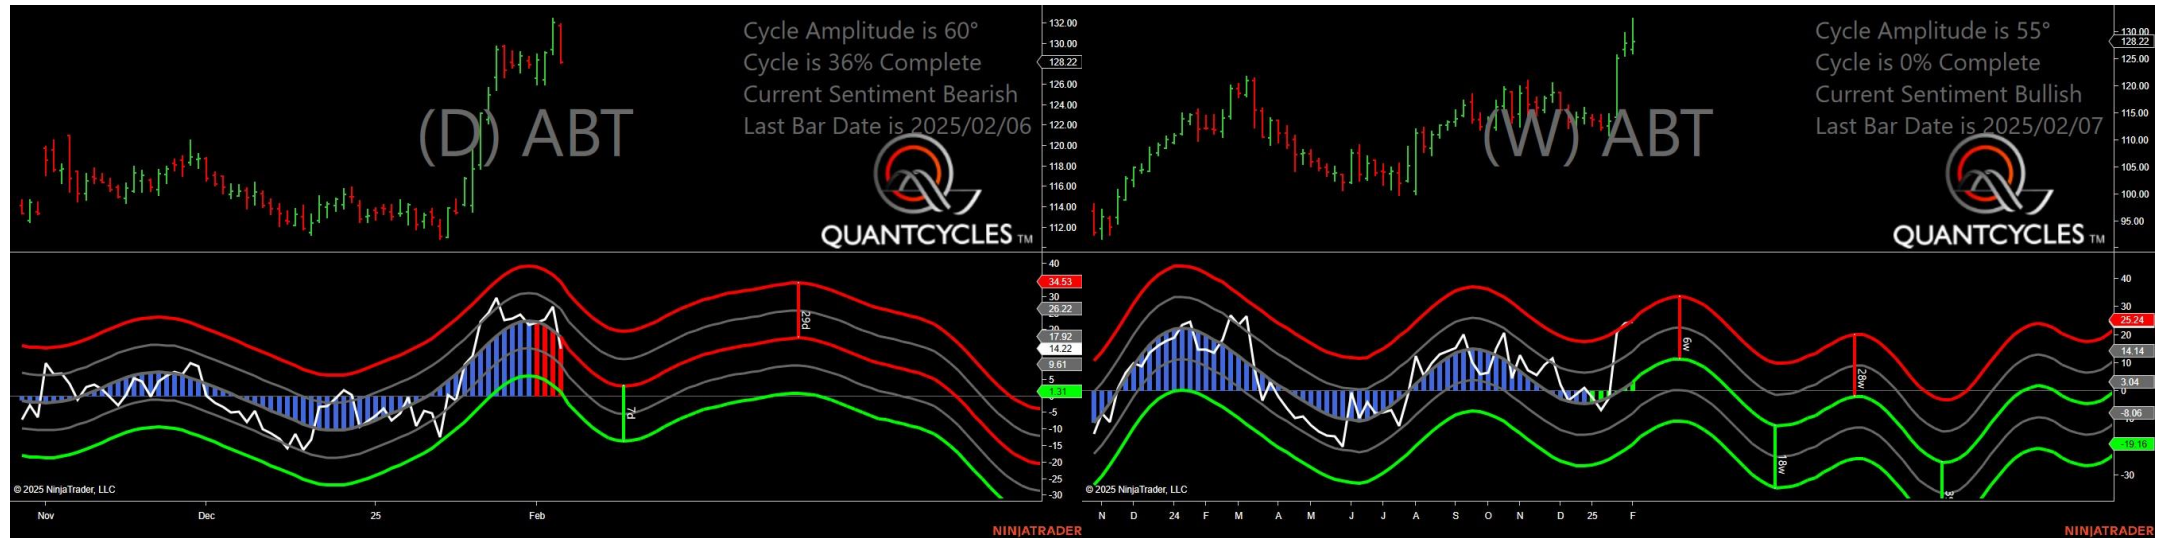 Cycle Amplitude is 60°
Cycle is 36% Complete
Current Sentiment Bearish
Last Bar Date is 2025/02/06
(D) ABT
QUANTCYCLES TM
132.00
130.00
128.22
126.00
124.00
122.00
120.00
118.00
116.00
114.00
112.00
40
34.53
30
26.22
17.92
14.22
9.61
5
1.31
-5
-10
-15
-20
-25
-30
29d
7d
© 2025 NinjaTrader, LLC
Nov
Dec
25
Feb
NINJATRADER
Cycle Amplitude is 55°
Cycle is 0% Complete
Current Sentiment Bullish
Last Bar Date is 2025/02/07
(W) ABT
QUANTCYCLES TM
130.00
128.22
125.00
120.00
115.00
110.00
105.00
100.00
95.00
40
30
25.24
14.14
10
3.04
0
-8.06
-19.16
-30
6w
28w
18w
© 2025 NinjaTrader, LLC
N D 24 F M A M J J A S O N D 25 F
NINJATRADER